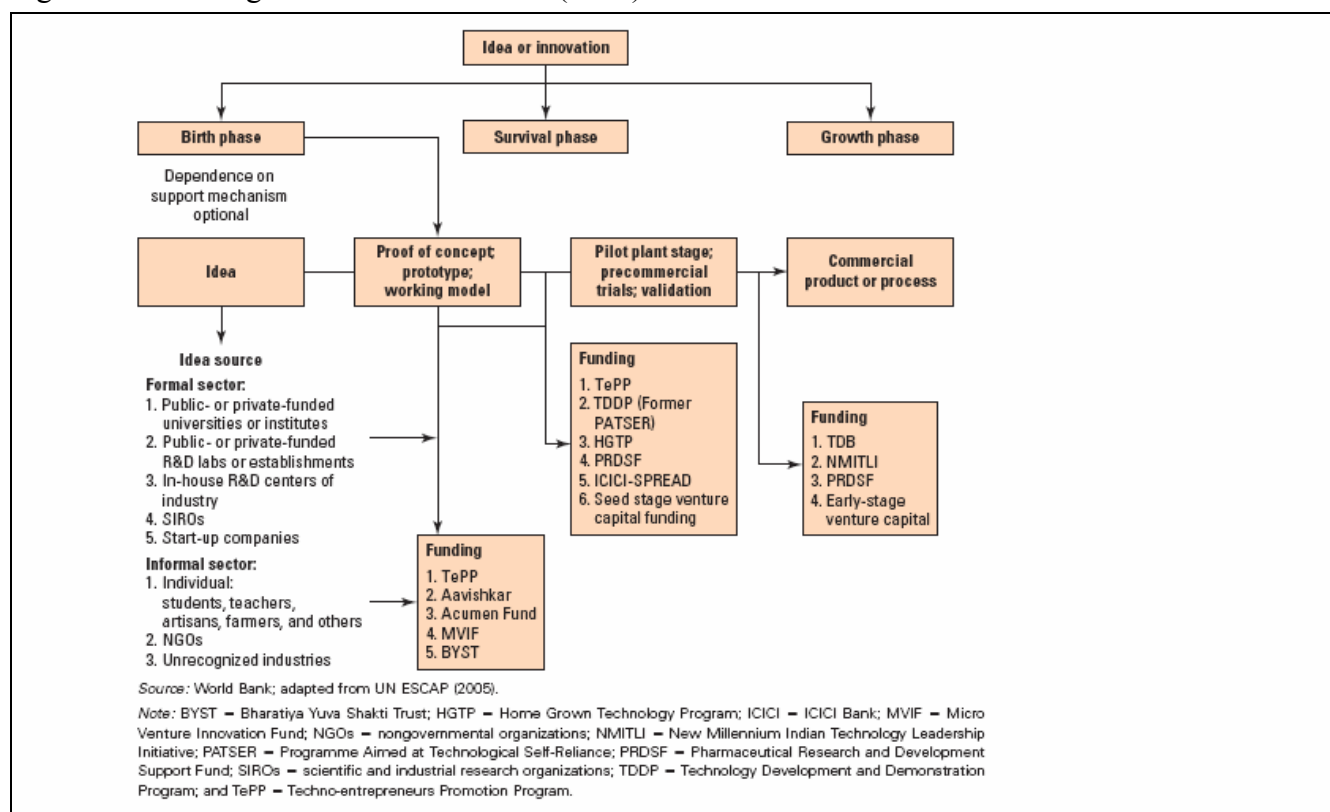 Idea or innovation
Birth phase
Survival phase
Growth phase
Dependence on
support mechanism
optional
Idea
Proof of concept;
prototype;
working model
Pilot plant stage;
precommercial
trials; validation
Commercial
product or process
Idea source
Formal sector:
1. Public- or private-funded
universities or institutes
2. Public- or private-funded
R&D labs or establishments
3. In-house R&D centers of
industry
4. SIROs
5. Start-up companies
Informal sector:
1. Individual:
students, teachers,
artisans, farmers, and others
2. NGOs
3. Unrecognized industries
Funding
1. TePP
2. Aavishkar
3. Acumen Fund
4. MVIF
5. BYST
Funding
1. TePP
2. TDDP (Former
PATSER)
3. HGTP
4. PRDSF
5. ICICI-SPREAD
6. Seed stage venture
capital funding
Funding
1. TDB
2. NMITLI
3. PRDSF
4. Early-stage
venture capital
Source: World Bank; adapted from UN ESCAP (2005).
Note: BYST = Bharatiya Yuva Shakti Trust; HGTP = Home Grown Technology Program; ICICI = ICICI Bank; MVIF = Micro
Venture Innovation Fund; NGOs = nongovernmental organizations; NMITLI = New Millennium Indian Technology Leadership
Initiative; PATSER = Programme Aimed at Technological Self-Reliance; PRDSF = Pharmaceutical Research and Development
Support Fund; SIROs = scientific and industrial research organizations; TDDP = Technology Development and Demonstration
Program; and TePP = Techno-entrepreneurs Promotion Program.